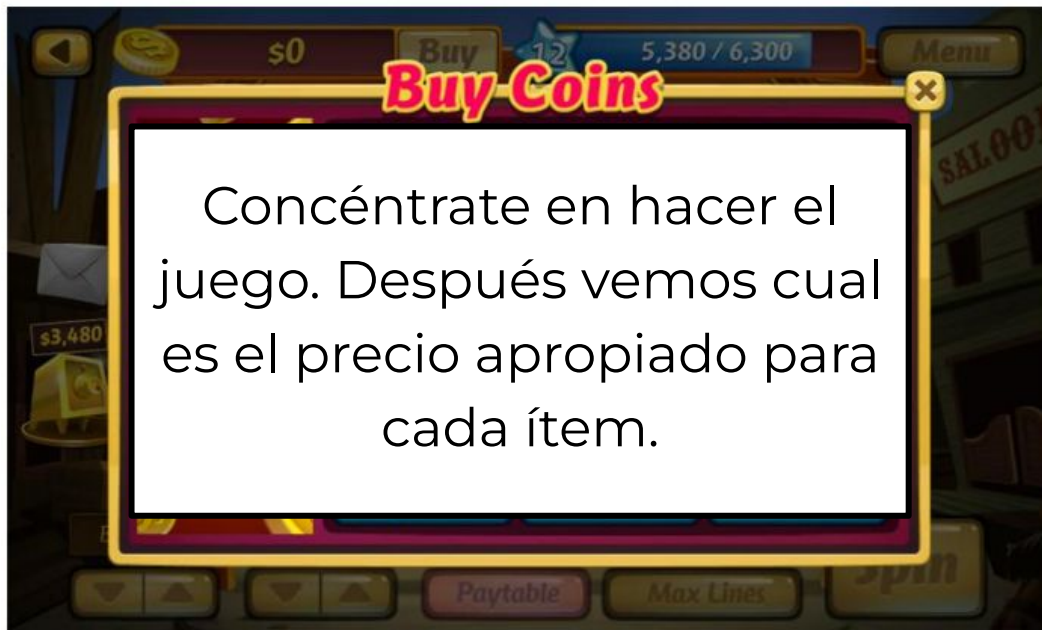 $0
Buy
12
5,380 / 6,300
Menu
Buy Coins
SALOO
Concéntrate en hacer el
juego. Después vemos cual
es el precio apropiado para
cada ítem.
$3,480
Paytable
Max Lines
Spin